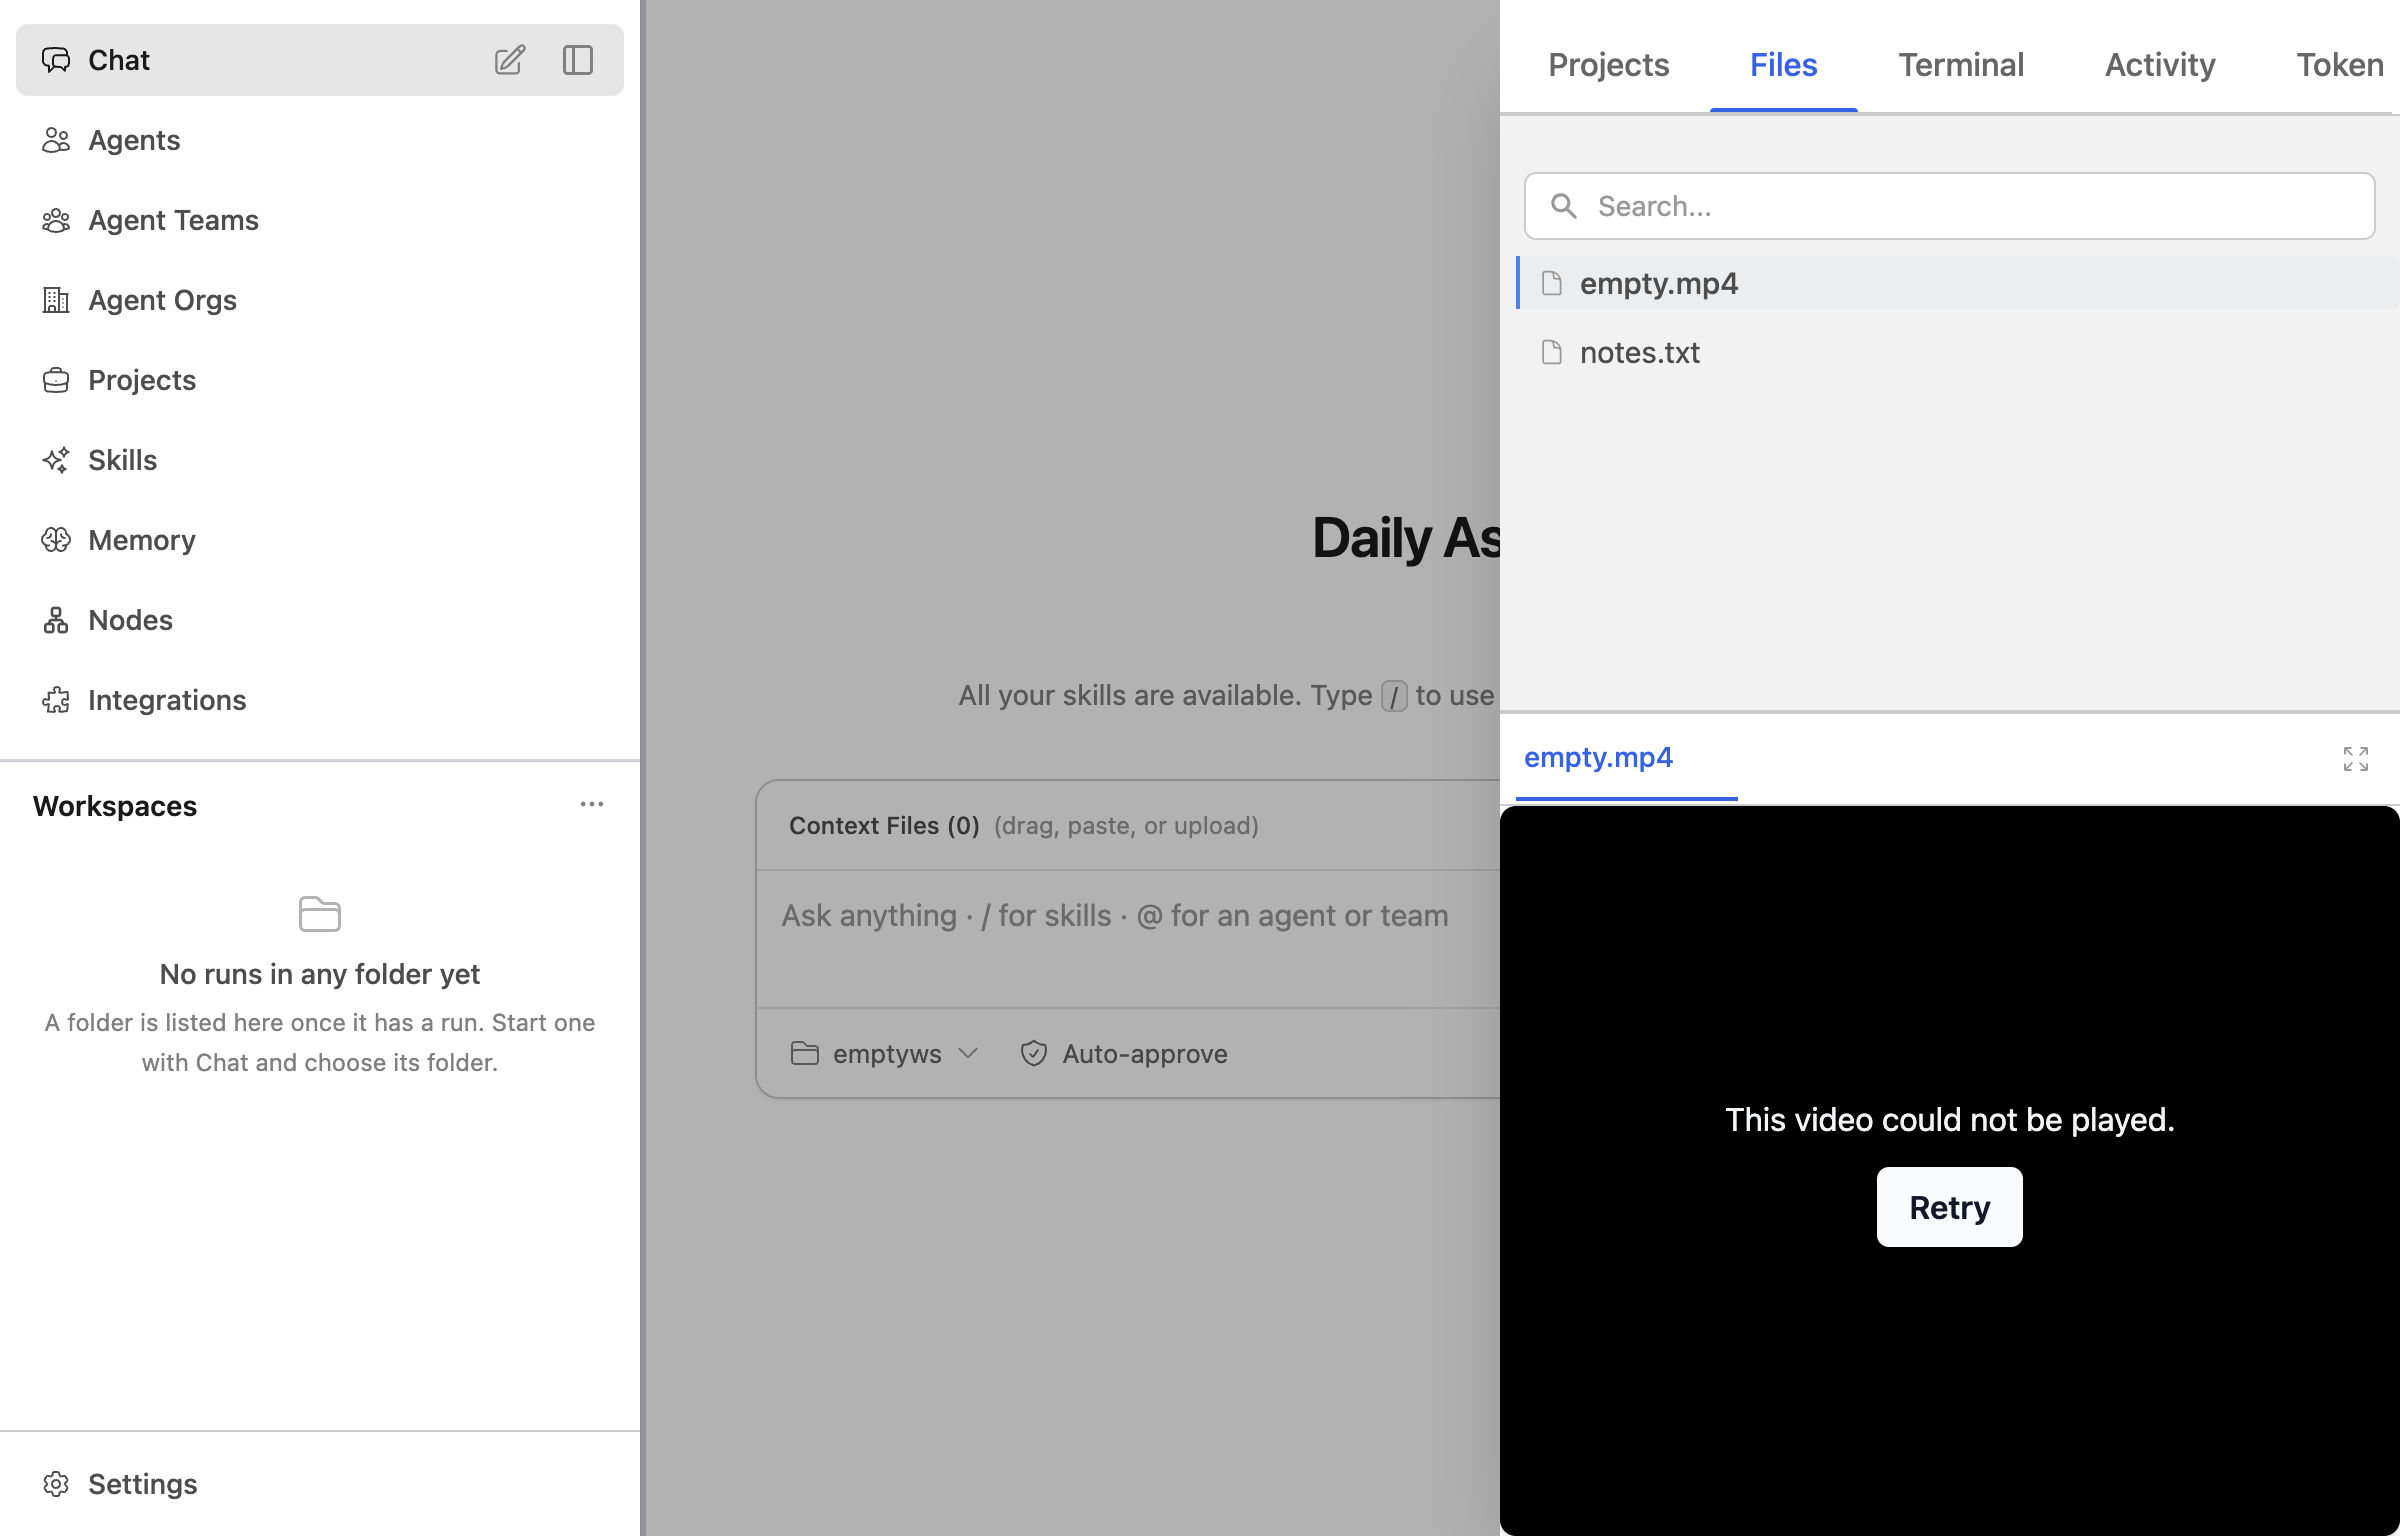 Chat
Agents
Agent Teams
Agent Orgs
Projects
Skills
Memory
Nodes
Integrations
Workspaces
No runs in any folder yet
A folder is listed here once it has a run. Start one
with Chat and choose its folder.
Settings
Daily As
All your skills are available. Type / to use
Context Files (0) (drag, paste, or upload)
Ask anything · / for skills · @ for an agent or team
emptyws
Auto-approve
Projects
Files
Terminal
Activity
Token
Search...
empty.mp4
notes.txt
empty.mp4
This video could not be played.
Retry